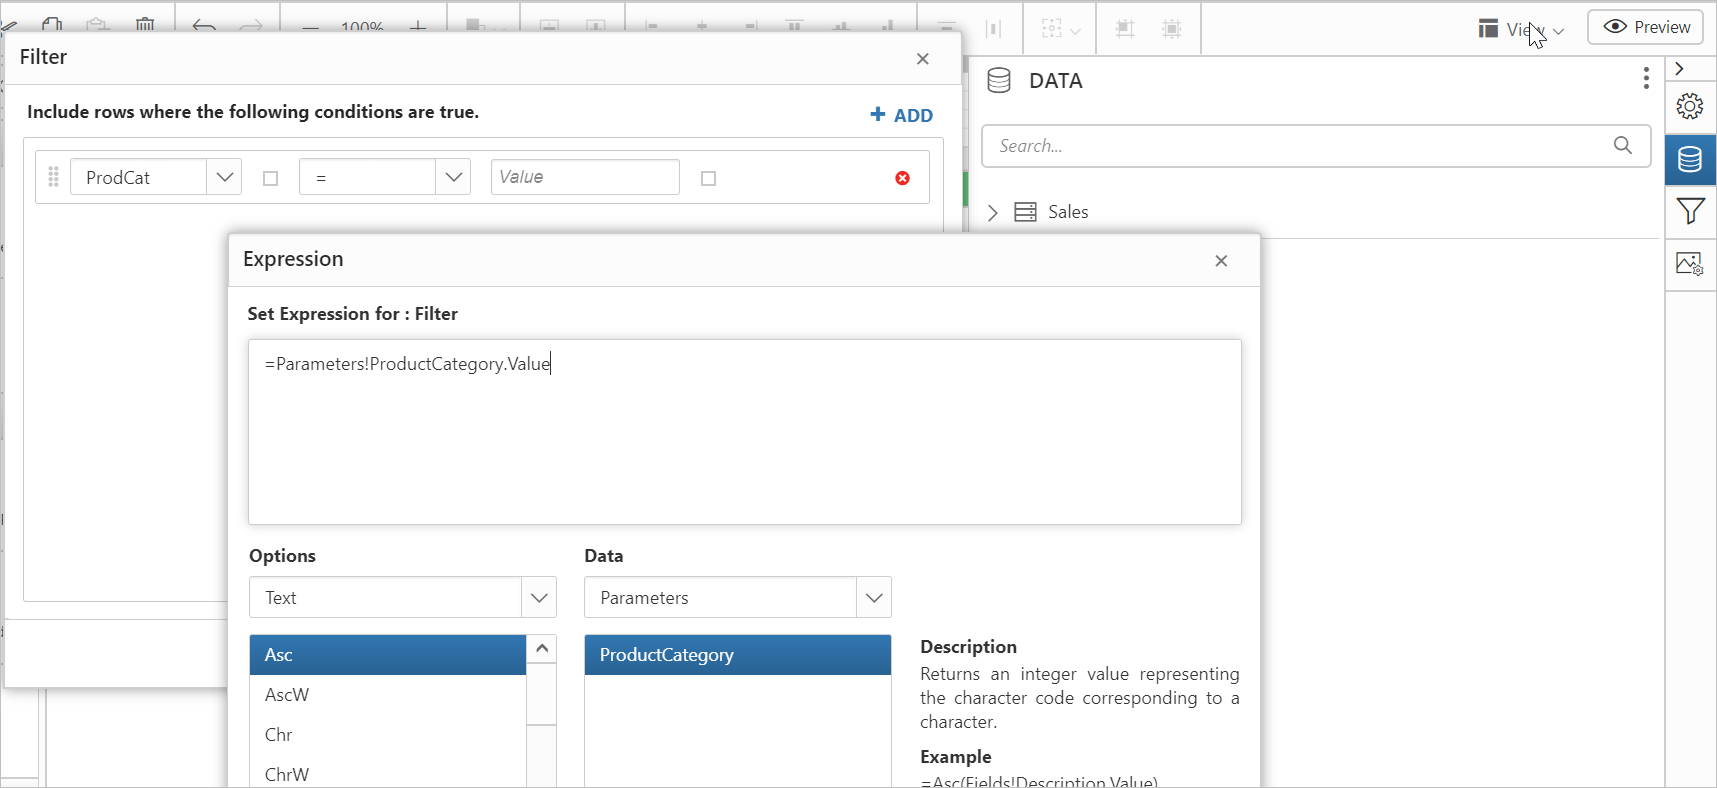 100%
View
Preview
Filter
Include rows where the following conditions are true.
ADD
ProdCat
=
Value
DATA
Search...
Sales
Expression
Set Expression for : Filter
=Parameters!ProductCategory.Value
Options
Data
Text
Parameters
Asc
AscW
Chr
ChrW
ProductCategory
Description
Returns an integer value representing
the character code corresponding to a
character.
Example
=Asc(Fields!Description.Value)